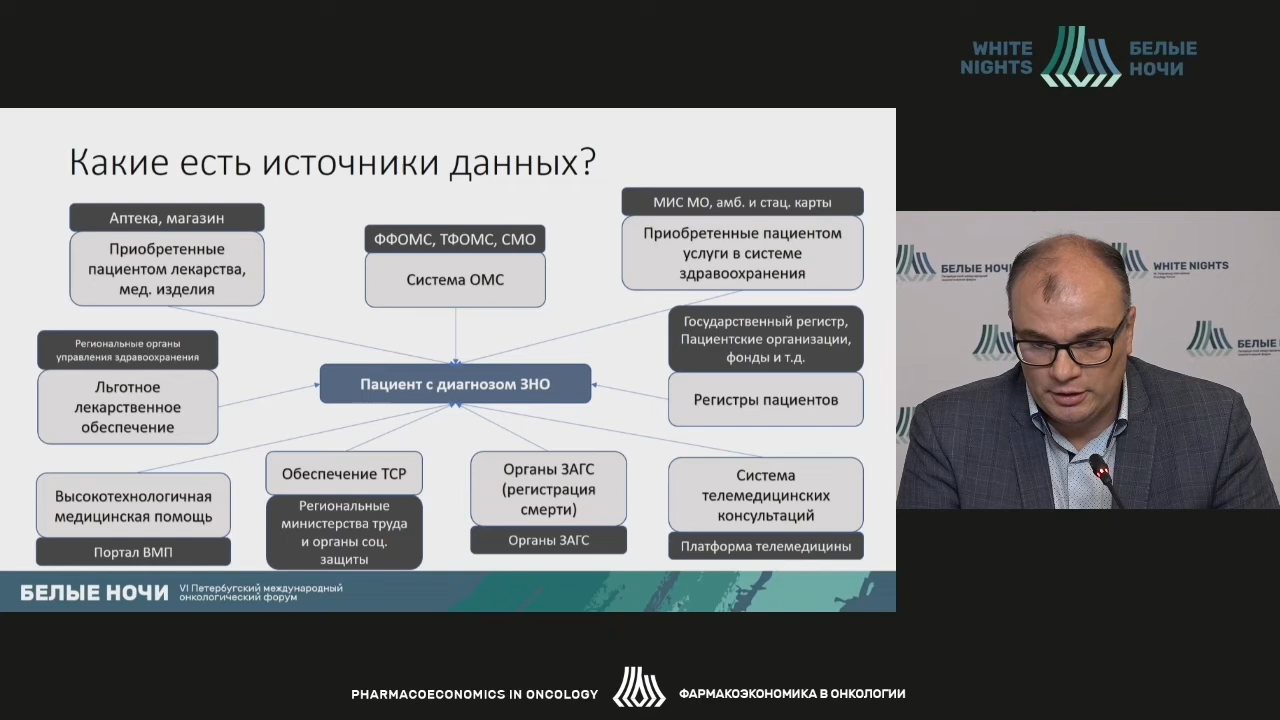 WHITE
NIGHTS
БЕЛЫЕ
НОЧИ
Какие есть источники данных?
Аптека, магазин
Приобретенные
пациентом лекарства,
мед. изделия
ФФОМС, ТФОМС, СМО
Система ОМС
МИС МО, амб. и стац. карты
Приобретенные пациентом
услуги в системе
здравоохранения
Региональные органы
управления здравоохранения
Льготное
лекарственное
обеспечение
Пациент с диагнозом ЗНО
Государственный регистр,
Пациентские организации,
фонды и т.д.
Регистры пациентов
Высокотехнологичная
медицинская помощь
Портал ВМП
Обеспечение ТСР
Региональные
министерства труда
и органы соц.
защиты
Органы ЗАГС
(регистрация
смерти)
Органы ЗАГС
Система
телемедицинских
консультаций
Платформа телемедицины
БЕЛЫЕ НОЧИ
VI Петербугский международный
онкологический форум
БЕЛЫЕ НОЧИ
WHITE NIGHTS
БЕЛЫЕ
PHARMACOECONOMICS IN ONCOLOGY
ФАРМАКОЭКОНОМИКА В ОНКОЛОГИИ